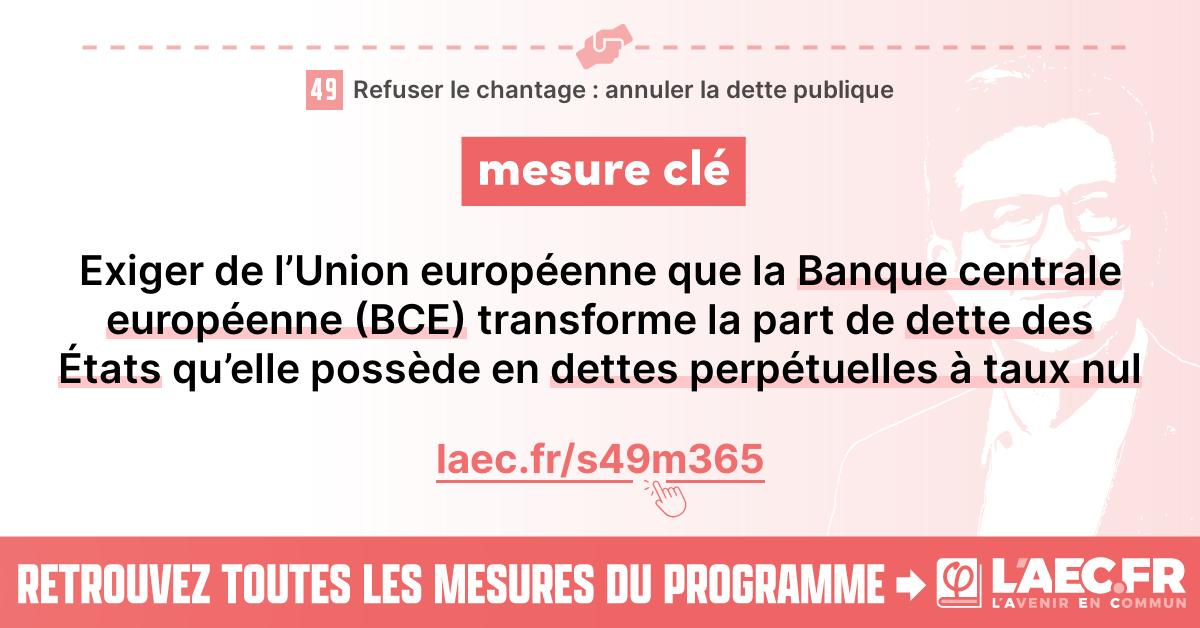 49 Refuser le chantage : annuler la dette publique
mesure clé
Exiger de l’Union européenne que la Banque centrale
européenne (BCE) transforme la part de dette des
États qu’elle possède en dettes perpétuelles à taux nul
laec.fr/s49m365
RETROUVEZ TOUTES LES MESURES DU PROGRAMME φ L'AEC.FR
L'AVENIR EN COMMUN